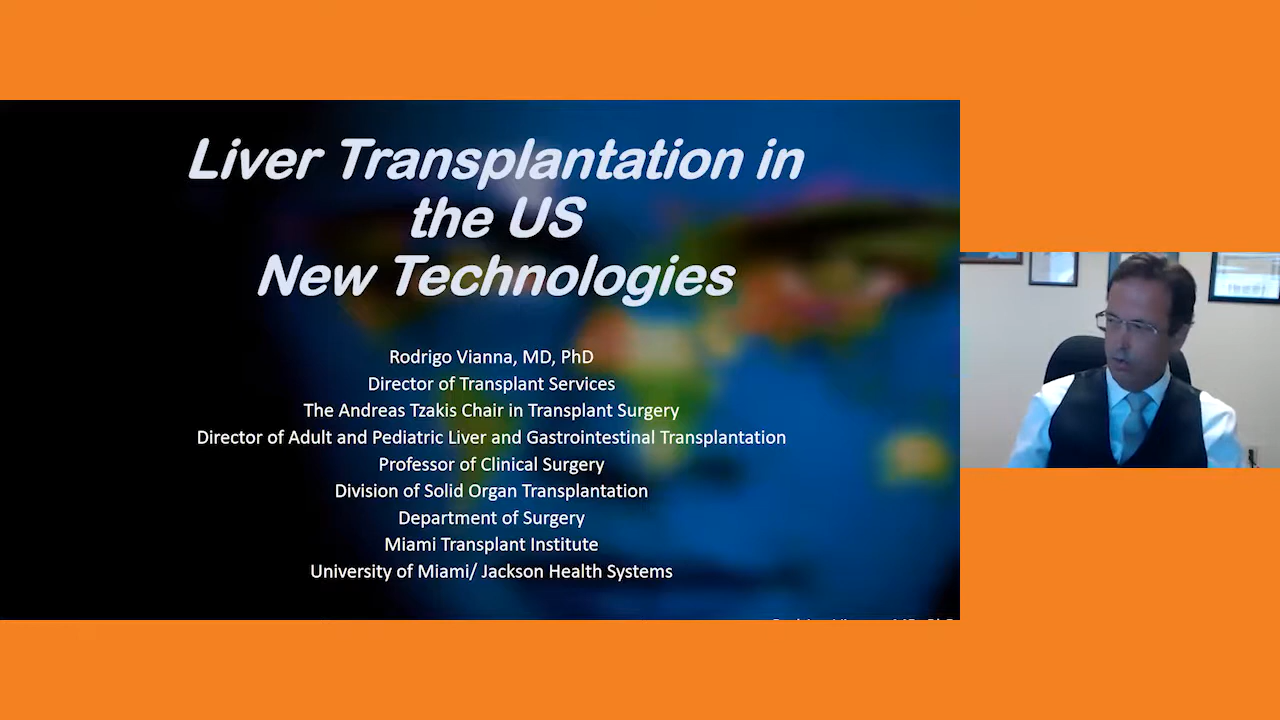 Liver Transplantation in
the US
New Technologies
Rodrigo Vianna, MD, PhD
Director of Transplant Services
The Andreas Tzakis Chair in Transplant Surgery
Director of Adult and Pediatric Liver and Gastrointestinal Transplantation
Professor of Clinical Surgery
Division of Solid Organ Transplantation
Department of Surgery
Miami Transplant Institute
University of Miami/ Jackson Health Systems